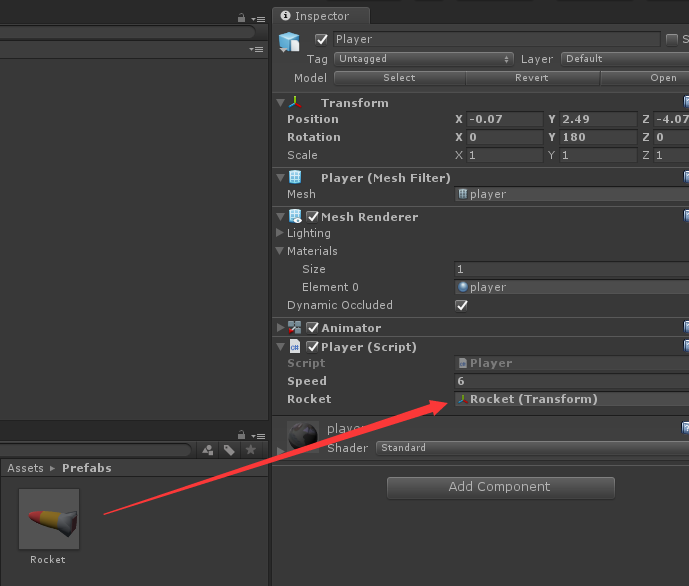 Inspector
Player S
Tag Untagged Layer Default
Model Select Revert Open
Transform
Position X -0.07 Y 2.49 Z -4.07
Rotation X 0 Y 180 Z 0
Scale X 1 Y 1 Z 1
Player (Mesh Filter)
Mesh player
Mesh Renderer
Lighting
Materials
Size 1
Element 0 player
Dynamic Occluded
Animator
Player (Script)
Script Player
Speed 6
Rocket Rocket (Transform)
player
Shader Standard
Add Component
Assets ▸ Prefabs
Rocket